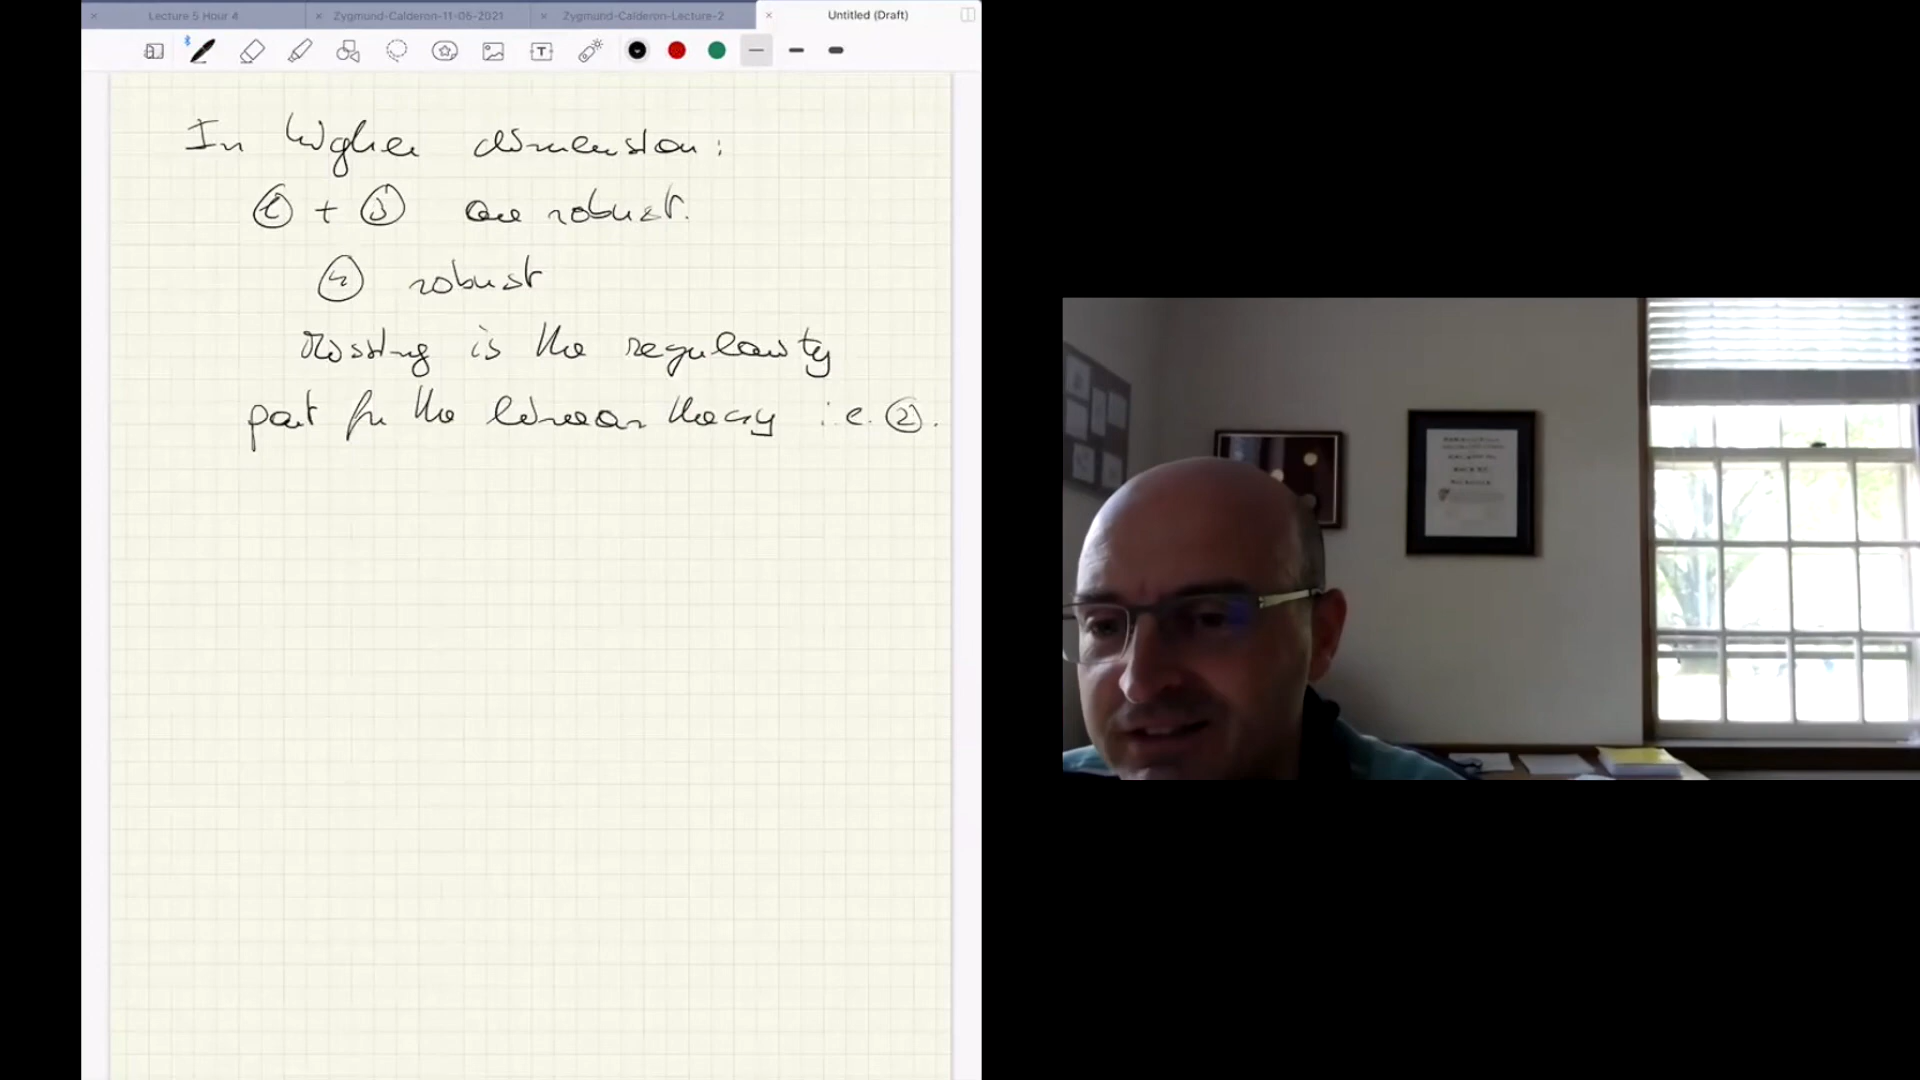 Lecture 5 Hour 4
Zygmund-Calderon-11-06-2021
Zygmund-Calderon-Lecture-2
Untitled (Draft)
In higher dimension:
① + ③ are robust.
④ robust
Missing is the regularity
part for the linear theory i.e. ②.